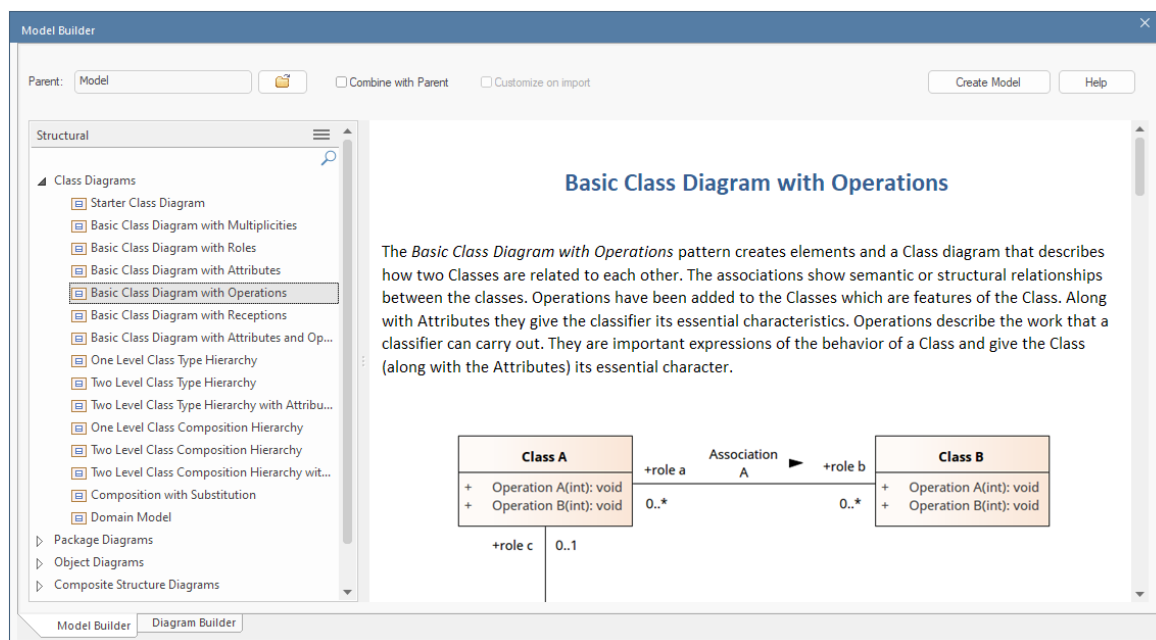 Model Builder
Parent: Model Combine with Parent Customize on import Create Model Help
Structural
Class Diagrams
Starter Class Diagram
Basic Class Diagram with Multiplicities
Basic Class Diagram with Roles
Basic Class Diagram with Attributes
Basic Class Diagram with Operations
Basic Class Diagram with Receptions
Basic Class Diagram with Attributes and Op...
One Level Class Type Hierarchy
Two Level Class Type Hierarchy
Two Level Class Type Hierarchy with Attribu...
One Level Class Composition Hierarchy
Two Level Class Composition Hierarchy
Two Level Class Composition Hierarchy wit...
Composition with Substitution
Domain Model
Package Diagrams
Object Diagrams
Composite Structure Diagrams
Basic Class Diagram with Operations
The Basic Class Diagram with Operations pattern creates elements and a Class diagram that describes
how two Classes are related to each other. The associations show semantic or structural relationships
between the classes. Operations have been added to the Classes which are features of the Class. Along
with Attributes they give the classifier its essential characteristics. Operations describe the work that a
classifier can carry out. They are important expressions of the behavior of a Class and give the Class
(along with the Attributes) its essential character.
Class A
+ Operation A(int): void
+ Operation B(int): void
+role a
0..*
Association
A
+role b
0..*
Class B
+ Operation A(int): void
+ Operation B(int): void
+role c 0..1
Model Builder Diagram Builder